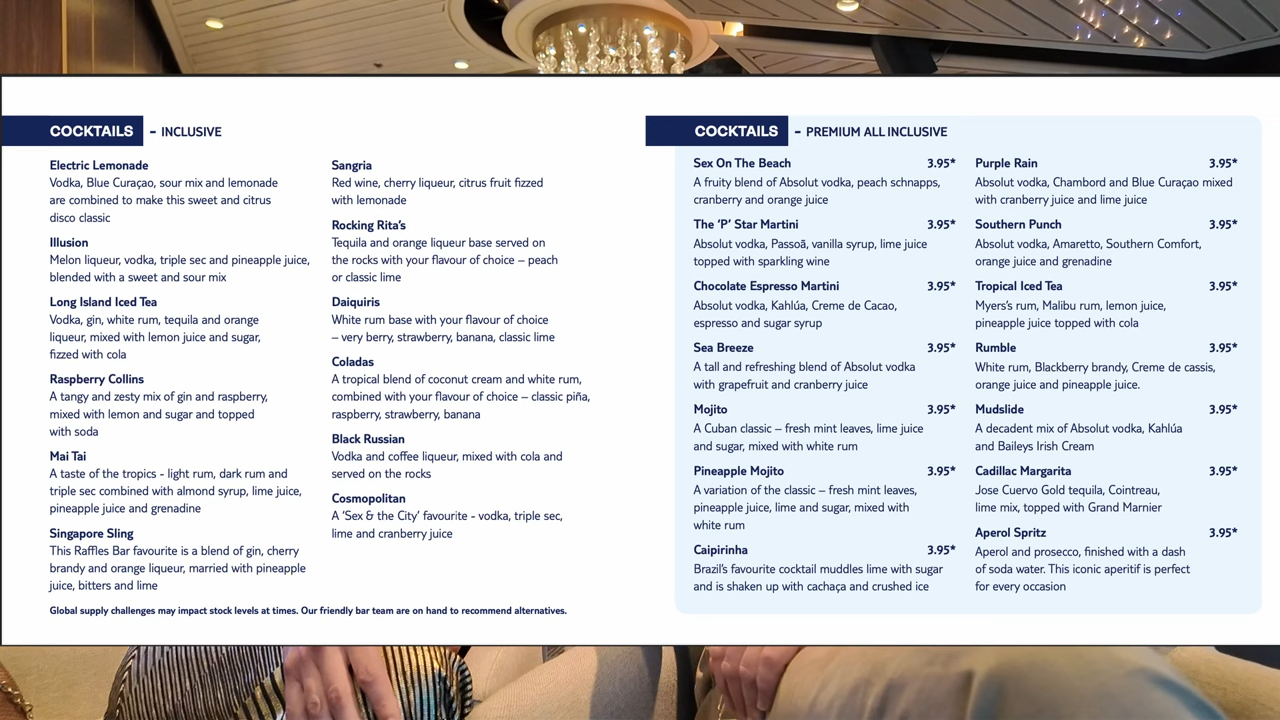 COCKTAILS - INCLUSIVE
Electric Lemonade
Vodka, Blue Curaçao, sour mix and lemonade
are combined to make this sweet and citrus
disco classic
Illusion
Melon liqueur, vodka, triple sec and pineapple juice,
blended with a sweet and sour mix
Long Island Iced Tea
Vodka, gin, white rum, tequila and orange
liqueur, mixed with lemon juice and sugar,
fizzed with cola
Raspberry Collins
A tangy and zesty mix of gin and raspberry,
mixed with lemon and sugar and topped
with soda
Mai Tai
A taste of the tropics - light rum, dark rum and
triple sec combined with almond syrup, lime juice,
pineapple juice and grenadine
Singapore Sling
This Raffles Bar favourite is a blend of gin, cherry
brandy and orange liqueur, married with pineapple
juice, bitters and lime
Sangria
Red wine, cherry liqueur, citrus fruit fizzed
with lemonade
Rocking Rita's
Tequila and orange liqueur base served on
the rocks with your flavour of choice – peach
or classic lime
Daiquiris
White rum base with your flavour of choice
– very berry, strawberry, banana, classic lime
Coladas
A tropical blend of coconut cream and white rum,
combined with your flavour of choice – classic piña,
raspberry, strawberry, banana
Black Russian
Vodka and coffee liqueur, mixed with cola and
served on the rocks
Cosmopolitan
A 'Sex & the City' favourite - vodka, triple sec,
lime and cranberry juice
Global supply challenges may impact stock levels at times. Our friendly bar team are on hand to recommend alternatives.
COCKTAILS - PREMIUM ALL INCLUSIVE
Sex On The Beach 3.95*
A fruity blend of Absolut vodka, peach schnapps,
cranberry and orange juice
The 'P' Star Martini 3.95*
Absolut vodka, Passoã, vanilla syrup, lime juice
topped with sparkling wine
Chocolate Espresso Martini 3.95*
Absolut vodka, Kahlúa, Creme de Cacao,
espresso and sugar syrup
Sea Breeze 3.95*
A tall and refreshing blend of Absolut vodka
with grapefruit and cranberry juice
Mojito 3.95*
A Cuban classic – fresh mint leaves, lime juice
and sugar, mixed with white rum
Pineapple Mojito 3.95*
A variation of the classic – fresh mint leaves,
pineapple juice, lime and sugar, mixed with
white rum
Caipirinha 3.95*
Brazil's favourite cocktail muddles lime with sugar
and is shaken up with cachaça and crushed ice
Purple Rain 3.95*
Absolut vodka, Chambord and Blue Curaçao mixed
with cranberry juice and lime juice
Southern Punch 3.95*
Absolut vodka, Amaretto, Southern Comfort,
orange juice and grenadine
Tropical Iced Tea 3.95*
Myers's rum, Malibu rum, lemon juice,
pineapple juice topped with cola
Rumble 3.95*
White rum, Blackberry brandy, Creme de cassis,
orange juice and pineapple juice.
Mudslide 3.95*
A decadent mix of Absolut vodka, Kahlúa
and Baileys Irish Cream
Cadillac Margarita 3.95*
Jose Cuervo Gold tequila, Cointreau,
lime mix, topped with Grand Marnier
Aperol Spritz 3.95*
Aperol and prosecco, finished with a dash
of soda water. This iconic aperitif is perfect
for every occasion